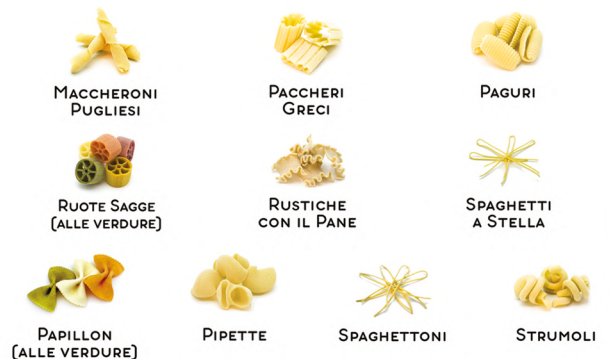 Maccheroni
Pugliesi
Paccheri
Greci
Paguri
Ruote Sagge
(alle verdure)
Rustiche
con il Pane
Spaghetti
a Stella
Papillon
(alle verdure)
Pipette
Spaghettoni
Strumoli